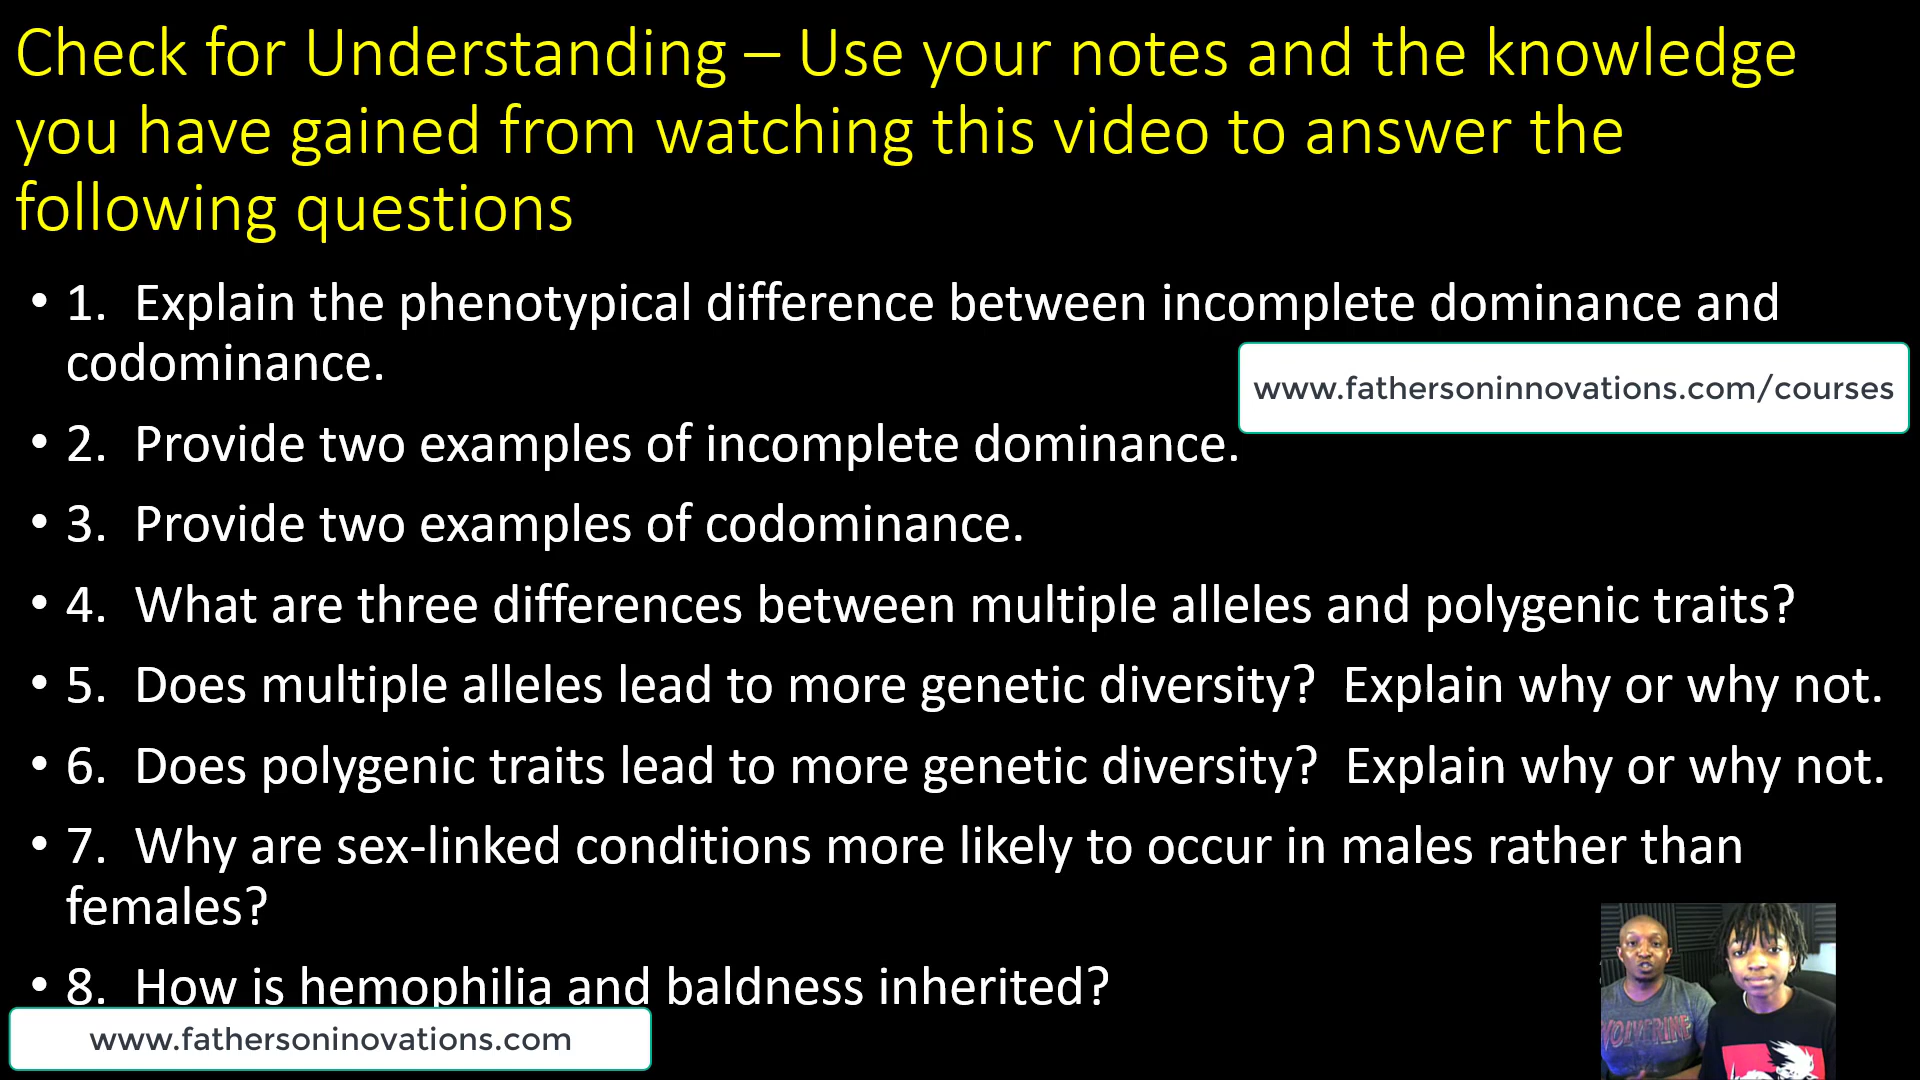 Check for Understanding – Use your notes and the knowledge
you have gained from watching this video to answer the
following questions
• 1. Explain the phenotypical difference between incomplete dominance and
codominance.
www.fathersoninnovations.com/courses
• 2. Provide two examples of incomplete dominance.
• 3. Provide two examples of codominance.
• 4. What are three differences between multiple alleles and polygenic traits?
• 5. Does multiple alleles lead to more genetic diversity? Explain why or why not.
• 6. Does polygenic traits lead to more genetic diversity? Explain why or why not.
• 7. Why are sex-linked conditions more likely to occur in males rather than
females?
• 8. How is hemophilia and baldness inherited?
www.fathersoninnovations.com
WOLVERINE